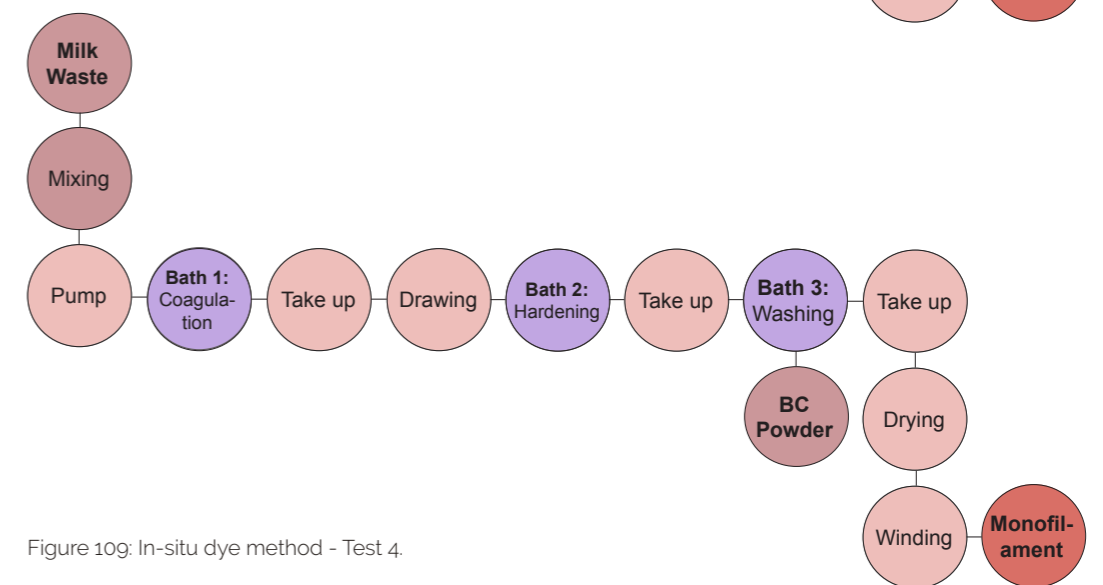 Milk
Waste
Mixing
Pump
Bath 1:
Coagula-
tion
Take up
Drawing
Bath 2:
Hardening
Take up
Bath 3:
Washing
Take up
BC
Powder
Drying
Winding
Monofil-
ament
Figure 109: In-situ dye method - Test 4.